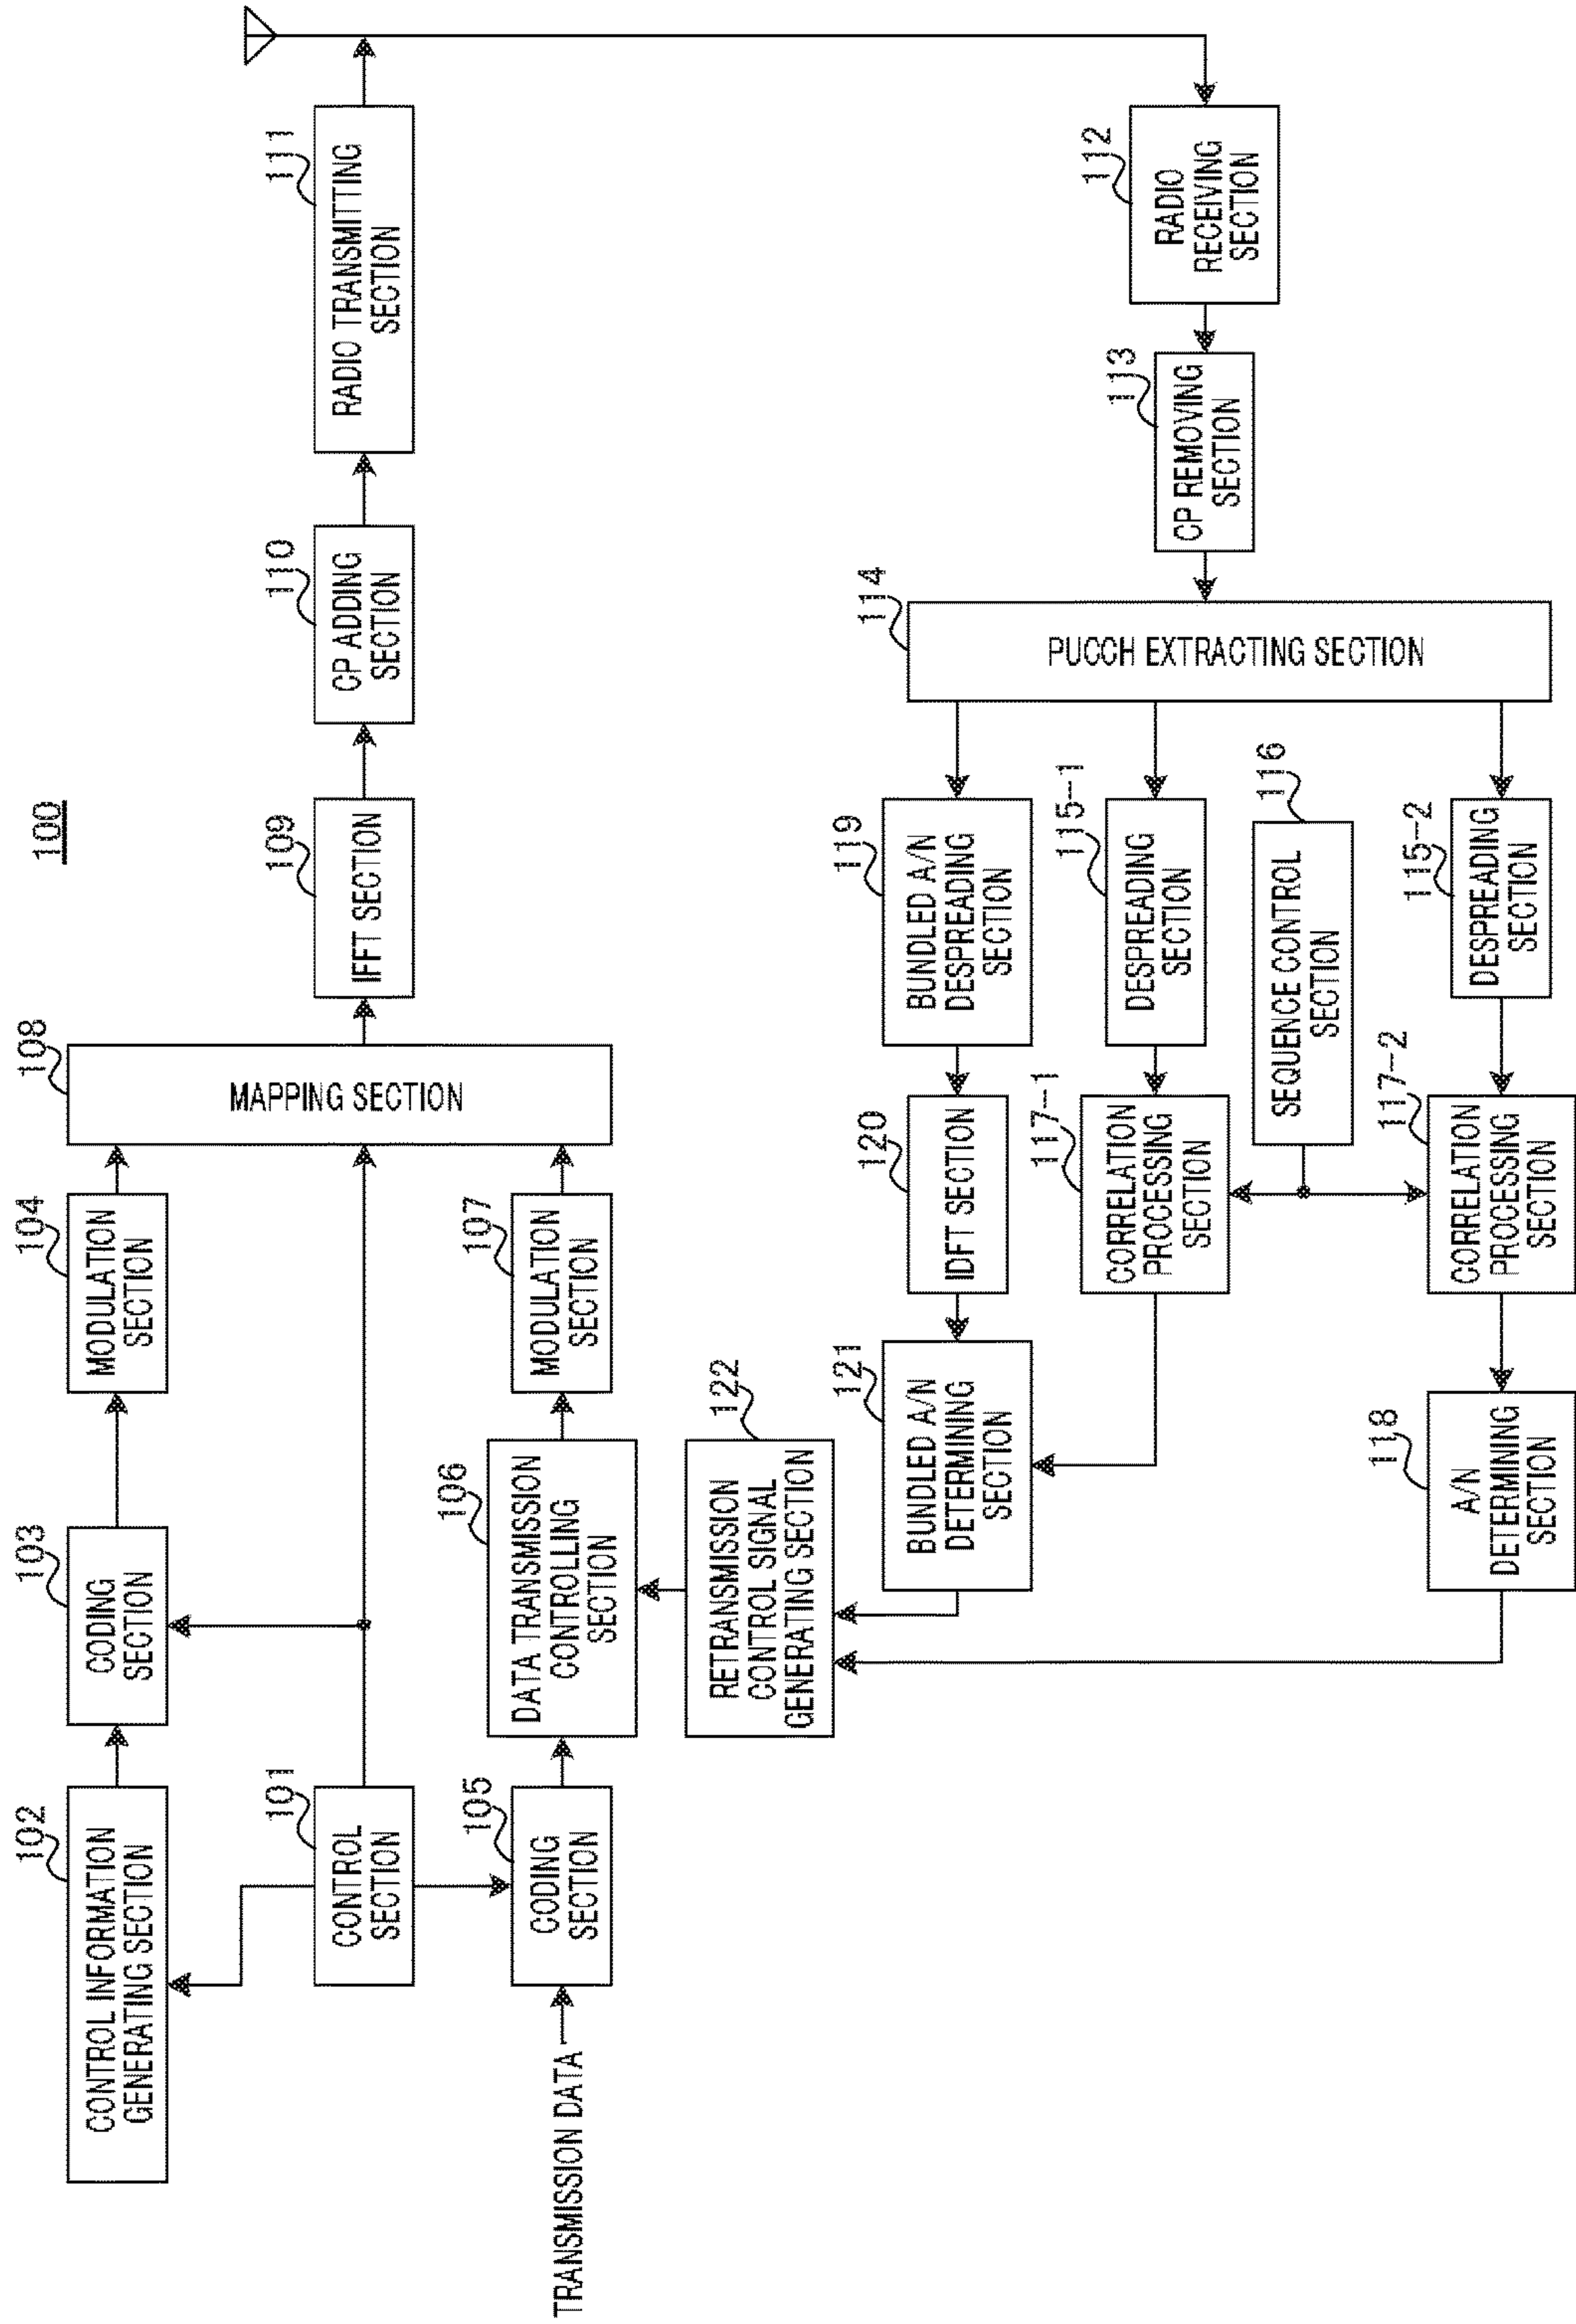 100
102
CONTROL INFORMATION
GENERATING SECTION
103
CODING
SECTION
104
MODULATION
SECTION
108
MAPPING SECTION
101
CONTROL
SECTION
109
IFFT SECTION
110
CP ADDING
SECTION
111
RADIO TRANSMITTING
SECTION
TRANSMISSION DATA
105
CODING
SECTION
106
DATA TRANSMISSION
CONTROLLING
SECTION
107
MODULATION
SECTION
122
RETRANSMISSION
CONTROL SIGNAL
GENERATING SECTION
121
BUNDLED A/N
DETERMINING
SECTION
120
IDFT SECTION
119
BUNDLED A/N
DESPREADING
SECTION
114
PUCCH EXTRACTING SECTION
113
CP REMOVING
SECTION
112
RADIO
RECEIVING
SECTION
117-1
CORRELATION
PROCESSING
SECTION
115-1
DESPREADING
SECTION
116
SEQUENCE CONTROL
SECTION
118
A/N
DETERMINING
SECTION
117-2
CORRELATION
PROCESSING
SECTION
115-2
DESPREADING
SECTION